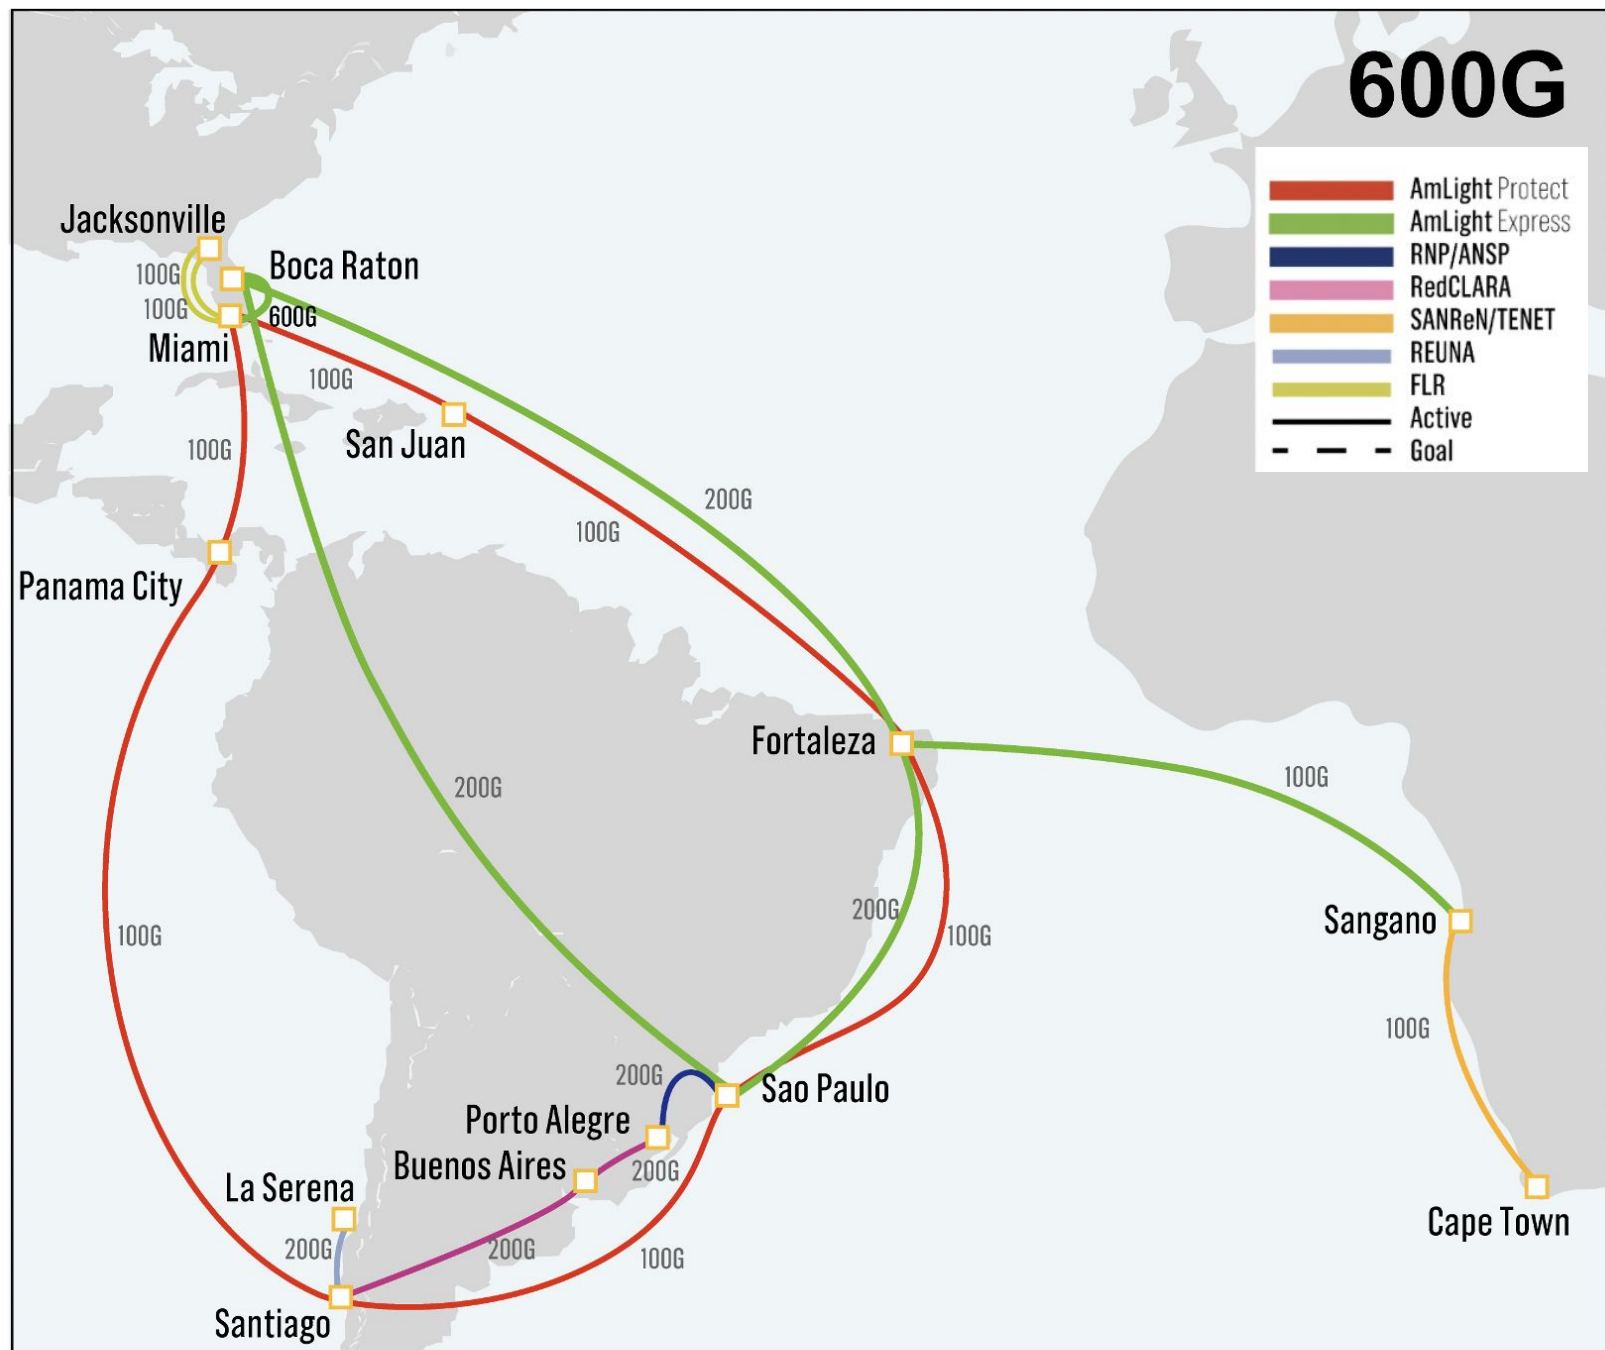 600G
AmLight Protect
AmLight Express
RNP/ANSP
RedCLARA
SANReN/TENET
REUNA
FLR
Active
Goal
Jacksonville
Boca Raton
100G
100G
600G
Miami
100G
San Juan
100G
200G
100G
Panama City
Fortaleza
100G
200G
200G
100G
100G
Sangano
100G
200G
Sao Paulo
Porto Alegre
Buenos Aires
200G
La Serena
200G
200G
100G
Cape Town
Santiago